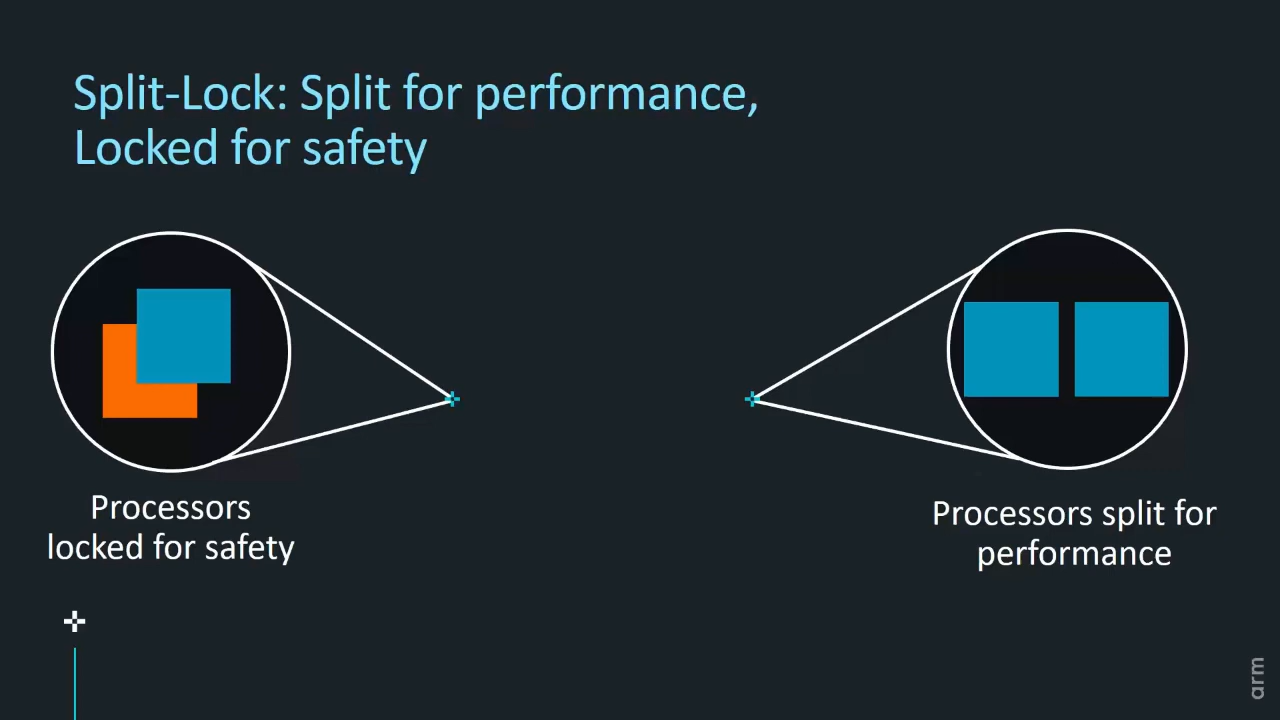 Split-Lock: Split for performance,
Locked for safety
Processors
locked for safety
Processors split for
performance
arm